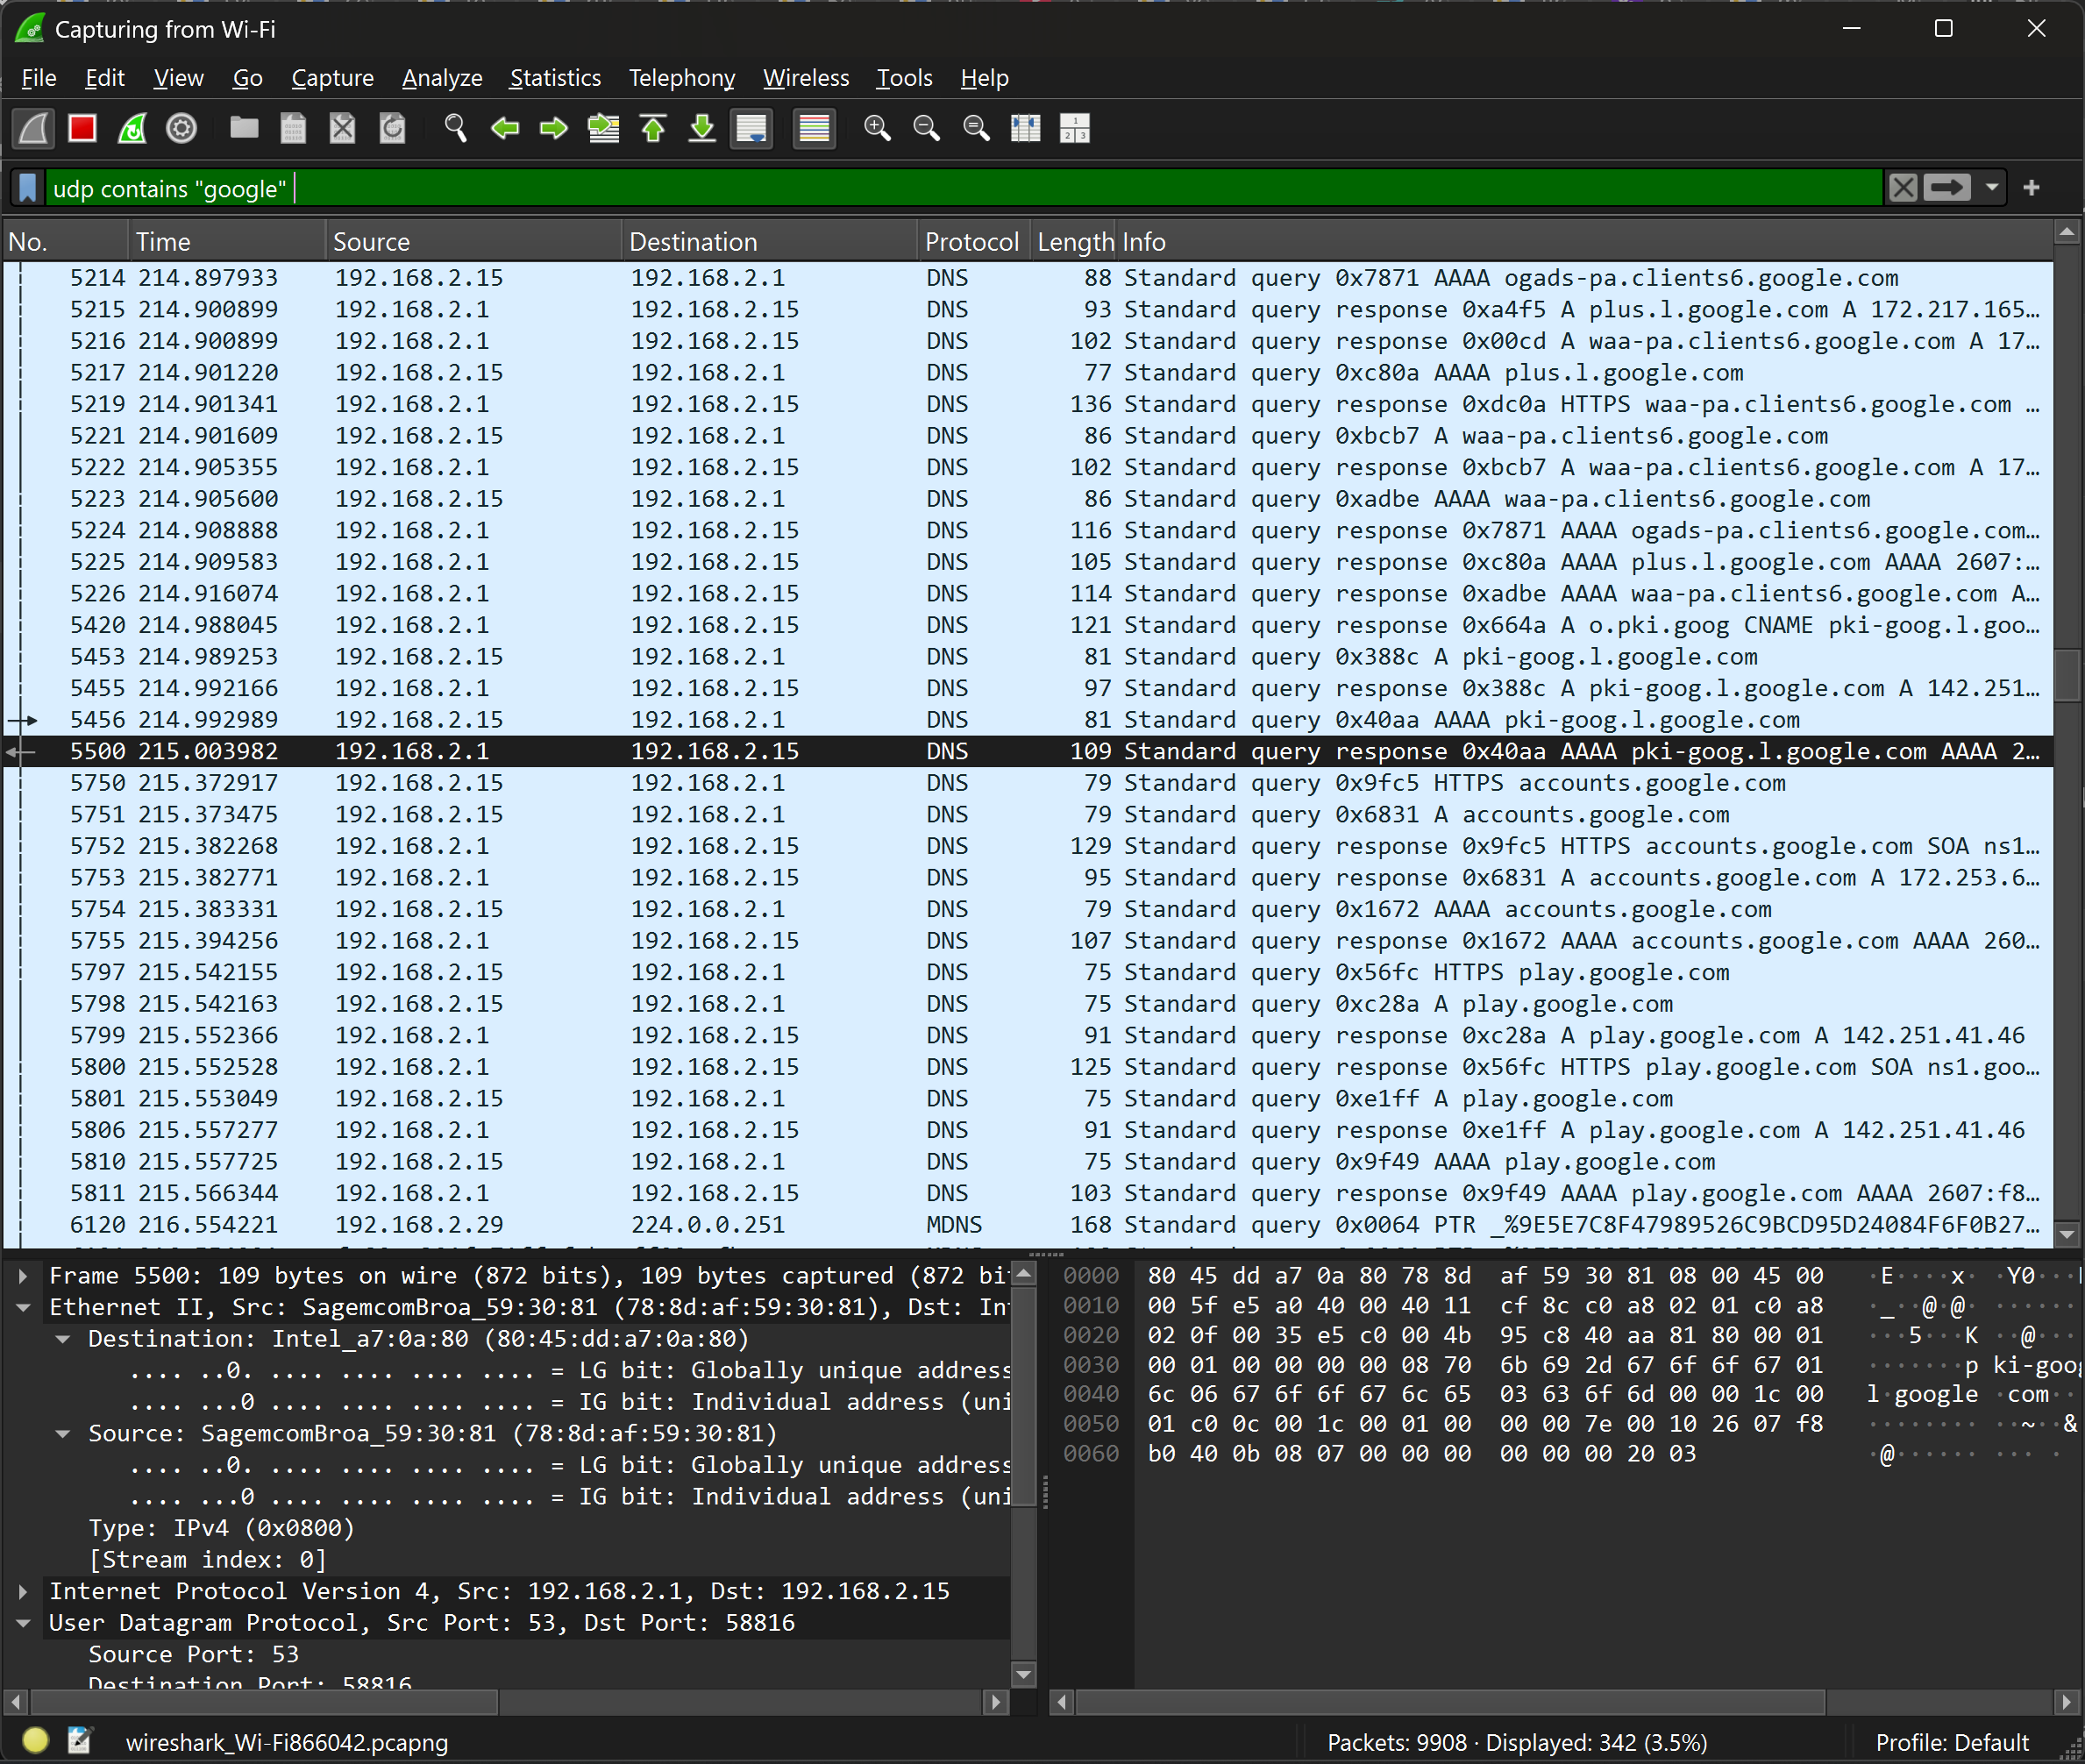 Capturing from Wi-Fi
File Edit View Go Capture Analyze Statistics Telephony Wireless Tools Help
udp contains "google"
No. Time Source Destination Protocol Length Info
5214 214.897933 192.168.2.15 192.168.2.1 DNS 88 Standard query 0x7871 AAAA ogads-pa.clients6.google.com
5215 214.900899 192.168.2.1 192.168.2.15 DNS 93 Standard query response 0xa4f5 A plus.l.google.com A 172.217.165…
5216 214.900899 192.168.2.1 192.168.2.15 DNS 102 Standard query response 0x00cd A waa-pa.clients6.google.com A 17…
5217 214.901220 192.168.2.15 192.168.2.1 DNS 77 Standard query 0xc80a AAAA plus.l.google.com
5219 214.901341 192.168.2.1 192.168.2.15 DNS 136 Standard query response 0xdc0a HTTPS waa-pa.clients6.google.com …
5221 214.901609 192.168.2.15 192.168.2.1 DNS 86 Standard query 0xbcb7 A waa-pa.clients6.google.com
5222 214.905355 192.168.2.1 192.168.2.15 DNS 102 Standard query response 0xbcb7 A waa-pa.clients6.google.com A 17…
5223 214.905600 192.168.2.15 192.168.2.1 DNS 86 Standard query 0xadbe AAAA waa-pa.clients6.google.com
5224 214.908888 192.168.2.1 192.168.2.15 DNS 116 Standard query response 0x7871 AAAA ogads-pa.clients6.google.com…
5225 214.909583 192.168.2.1 192.168.2.15 DNS 105 Standard query response 0xc80a AAAA plus.l.google.com AAAA 2607:…
5226 214.916074 192.168.2.1 192.168.2.15 DNS 114 Standard query response 0xadbe AAAA waa-pa.clients6.google.com A…
5420 214.988045 192.168.2.1 192.168.2.15 DNS 121 Standard query response 0x664a A o.pki.goog CNAME pki-goog.l.goo…
5453 214.989253 192.168.2.15 192.168.2.1 DNS 81 Standard query 0x388c A pki-goog.l.google.com
5455 214.992166 192.168.2.1 192.168.2.15 DNS 97 Standard query response 0x388c A pki-goog.l.google.com A 142.251…
5456 214.992989 192.168.2.15 192.168.2.1 DNS 81 Standard query 0x40aa AAAA pki-goog.l.google.com
5500 215.003982 192.168.2.1 192.168.2.15 DNS 109 Standard query response 0x40aa AAAA pki-goog.l.google.com AAAA 2…
5750 215.372917 192.168.2.15 192.168.2.1 DNS 79 Standard query 0x9fc5 HTTPS accounts.google.com
5751 215.373475 192.168.2.15 192.168.2.1 DNS 79 Standard query 0x6831 A accounts.google.com
5752 215.382268 192.168.2.1 192.168.2.15 DNS 129 Standard query response 0x9fc5 HTTPS accounts.google.com SOA ns1…
5753 215.382771 192.168.2.1 192.168.2.15 DNS 95 Standard query response 0x6831 A accounts.google.com A 172.253.6…
5754 215.383331 192.168.2.15 192.168.2.1 DNS 79 Standard query 0x1672 AAAA accounts.google.com
5755 215.394256 192.168.2.1 192.168.2.15 DNS 107 Standard query response 0x1672 AAAA accounts.google.com AAAA 260…
5797 215.542155 192.168.2.15 192.168.2.1 DNS 75 Standard query 0x56fc HTTPS play.google.com
5798 215.542163 192.168.2.15 192.168.2.1 DNS 75 Standard query 0xc28a A play.google.com
5799 215.552366 192.168.2.1 192.168.2.15 DNS 91 Standard query response 0xc28a A play.google.com A 142.251.41.46
5800 215.552528 192.168.2.1 192.168.2.15 DNS 125 Standard query response 0x56fc HTTPS play.google.com SOA ns1.goo…
5801 215.553049 192.168.2.15 192.168.2.1 DNS 75 Standard query 0xe1ff A play.google.com
5806 215.557277 192.168.2.1 192.168.2.15 DNS 91 Standard query response 0xe1ff A play.google.com A 142.251.41.46
5810 215.557725 192.168.2.15 192.168.2.1 DNS 75 Standard query 0x9f49 AAAA play.google.com
5811 215.566344 192.168.2.1 192.168.2.15 DNS 103 Standard query response 0x9f49 AAAA play.google.com AAAA 2607:f8…
6120 216.554221 192.168.2.29 224.0.0.251 MDNS 168 Standard query 0x0064 PTR _%9E5E7C8F47989526C9BCD95D24084F6F0B27…
Frame 5500: 109 bytes on wire (872 bits), 109 bytes captured (872 bi
Ethernet II, Src: SagemcomBroa_59:30:81 (78:8d:af:59:30:81), Dst: In
Destination: Intel_a7:0a:80 (80:45:dd:a7:0a:80)
.... ..0. .... .... .... .... = LG bit: Globally unique address
.... ...0 .... .... .... .... = IG bit: Individual address (uni
Source: SagemcomBroa_59:30:81 (78:8d:af:59:30:81)
.... ..0. .... .... .... .... = LG bit: Globally unique address
.... ...0 .... .... .... .... = IG bit: Individual address (uni
Type: IPv4 (0x0800)
[Stream index: 0]
Internet Protocol Version 4, Src: 192.168.2.1, Dst: 192.168.2.15
User Datagram Protocol, Src Port: 53, Dst Port: 58816
Source Port: 53
Destination Port: 58816
0000 80 45 dd a7 0a 80 78 8d af 59 30 81 08 00 45 00 ·E····x· ·Y0···
0010 00 5f e5 a0 40 00 40 11 cf 8c c0 a8 02 01 c0 a8 ·_··@·@· ······
0020 02 0f 00 35 e5 c0 00 4b 95 c8 40 aa 81 80 00 01 ···5···K ··@···
0030 00 01 00 00 00 00 08 70 6b 69 2d 67 6f 6f 67 01 ·······p ki-goog
0040 6c 06 67 6f 6f 67 6c 65 03 63 6f 6d 00 00 1c 00 l·google ·com··
0050 01 c0 0c 00 1c 00 01 00 00 00 7e 00 10 26 07 f8 ········ ··~··&
0060 b0 40 0b 08 07 00 00 00 00 00 00 20 03 ·@······ ··· ·
wireshark_Wi-Fi866042.pcapng
Packets: 9908 · Displayed: 342 (3.5%)
Profile: Default